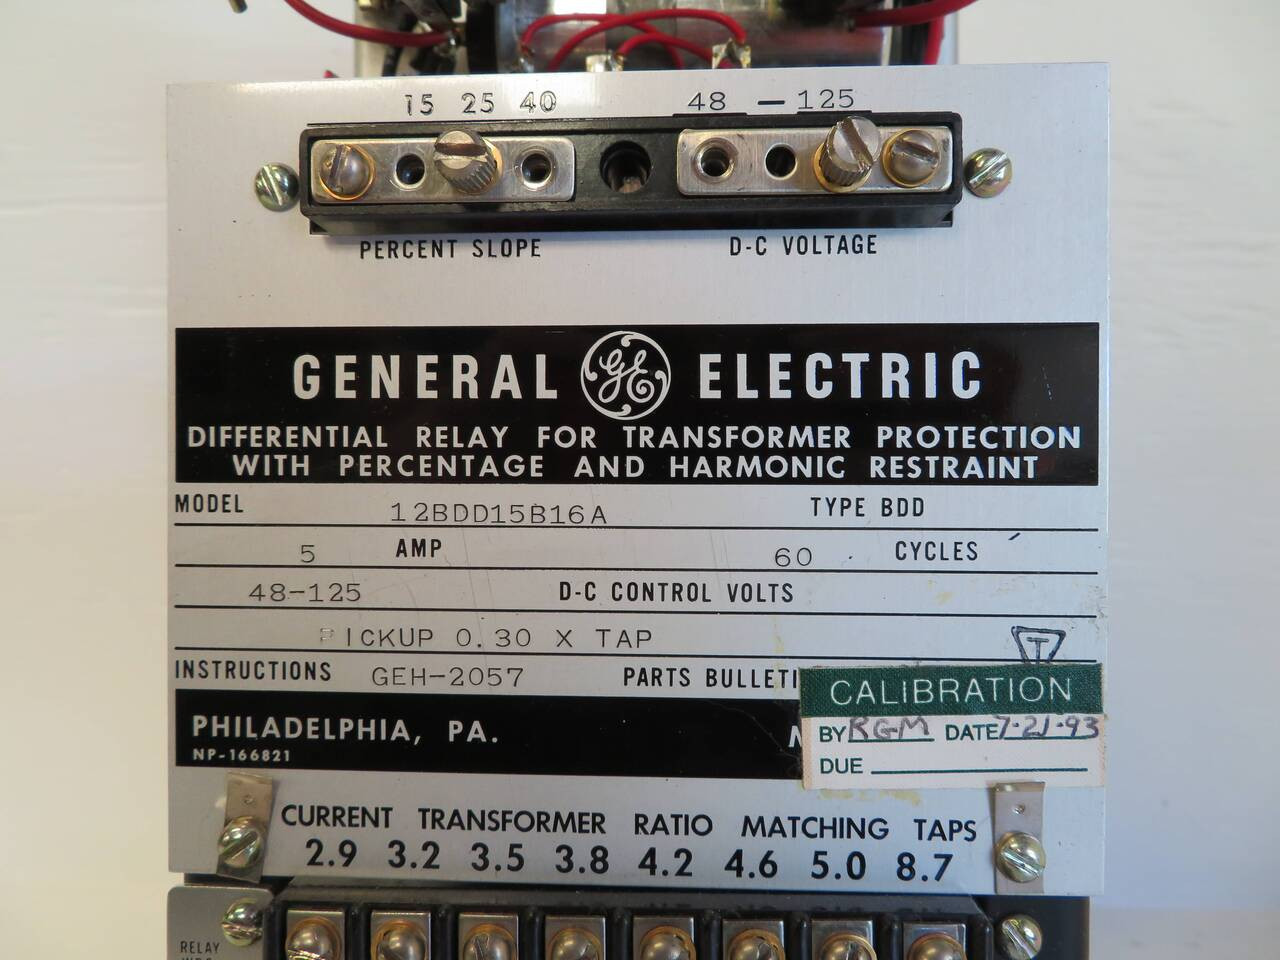 15 25 40 48 — 125
PERCENT SLOPE D-C VOLTAGE
GENERAL GE ELECTRIC
DIFFERENTIAL RELAY FOR TRANSFORMER PROTECTION
WITH PERCENTAGE AND HARMONIC RESTRAINT
MODEL 12BDD15B16A TYPE BDD
5 AMP 60 CYCLES
48-125 D-C CONTROL VOLTS
PICKUP 0.30 X TAP
T
INSTRUCTIONS GEH-2057 PARTS
CALIBRATION
BY RGM DATE 7-21-93
DUE
PHILADELPHIA, PA.
NP-166821
CURRENT TRANSFORMER RATIO MATCHING TAPS
2.9 3.2 3.5 3.8 4.2 4.6 5.0 8.7
RELAY